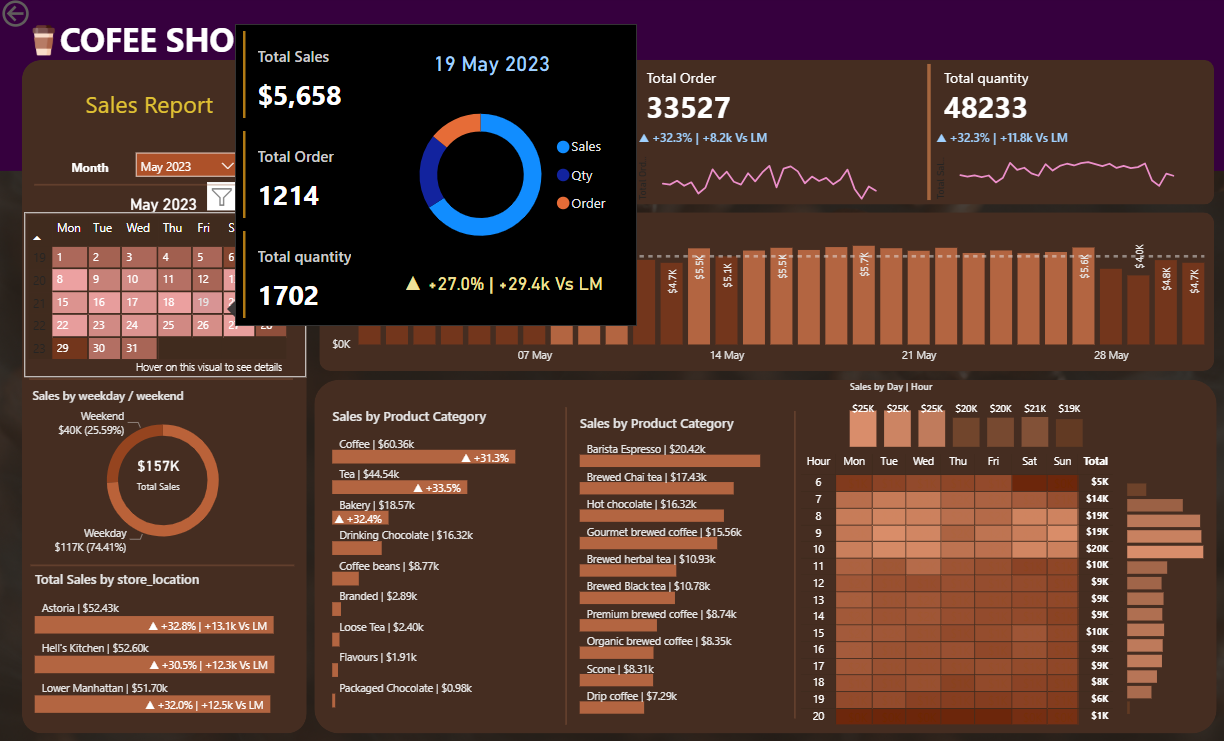 COFEE SHO
Sales Report
Month
May 2023
May 2023
Mon Tue Wed Thu Fri S
19 1 2 3 4 5 6
20 8 9 10 11 12 1
21 15 16 17 18 19 2
22 22 23 24 25 26 27 28
23 29 30 31
Hover on this visual to see details
Total Sales
$5,658
Total Order
1214
Total quantity
1702
19 May 2023
Sales
Qty
Order
▲ +27.0% | +29.4k Vs LM
Total Order
33527
▲ +32.3% | +8.2k Vs LM
Total quantity
48233
▲ +32.3% | +11.8k Vs LM
$4.7K $5.5K $5.1K $5.5K $5.7K $5.6K $4.0K $4.8K $4.7K
$0K
07 May 14 May 21 May 28 May
Sales by weekday / weekend
Weekend
$40K (25.59%)
$157K
Total Sales
Weekday
$117K (74.41%)
Total Sales by store_location
Astoria | $52.43k
▲ +32.8% | +13.1k Vs LM
Hell's Kitchen | $52.60k
▲ +30.5% | +12.3k Vs LM
Lower Manhattan | $51.70k
▲ +32.0% | +12.5k Vs LM
Sales by Product Category
Coffee | $60.36k
▲ +31.3%
Tea | $44.54k
▲ +33.5%
Bakery | $18.57k
▲ +32.4%
Drinking Chocolate | $16.32k
Coffee beans | $8.77k
Branded | $2.89k
Loose Tea | $2.40k
Flavours | $1.91k
Packaged Chocolate | $0.98k
Sales by Product Category
Barista Espresso | $20.42k
Brewed Chai tea | $17.43k
Hot chocolate | $16.32k
Gourmet brewed coffee | $15.56k
Brewed herbal tea | $10.93k
Brewed Black tea | $10.78k
Premium brewed coffee | $8.74k
Organic brewed coffee | $8.35k
Scone | $8.31k
Drip coffee | $7.29k
Sales by Day | Hour
$25K $25K $25K $20K $20K $21K $19K
Hour Mon Tue Wed Thu Fri Sat Sun Total
6 $5K
7 $14K
8 $19K
9 $19K
10 $20K
11 $10K
12 $9K
13 $9K
14 $9K
15 $10K
16 $9K
17 $9K
18 $8K
19 $6K
20 $1K